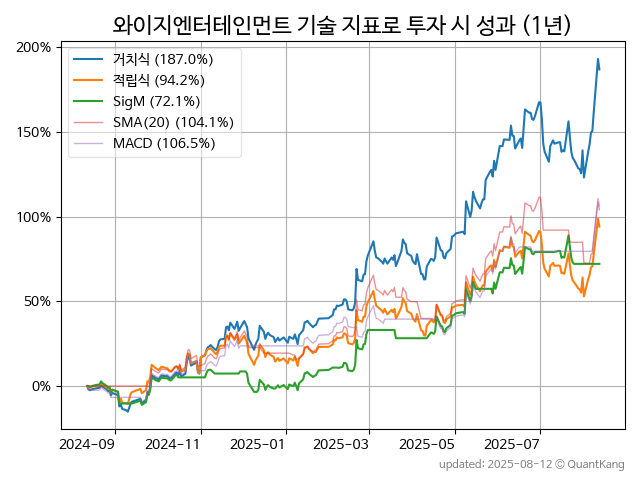 와이지엔터테인먼트 기술 지표로 투자 시 성과 (1년)
200%
150%
100%
50%
0%
거치식 (187.0%)
적립식 (94.2%)
SigM (72.1%)
SMA(20) (104.1%)
MACD (106.5%)
2024-09 2024-11 2025-01 2025-03 2025-05 2025-07
updated: 2025-08-12 © QuantKang